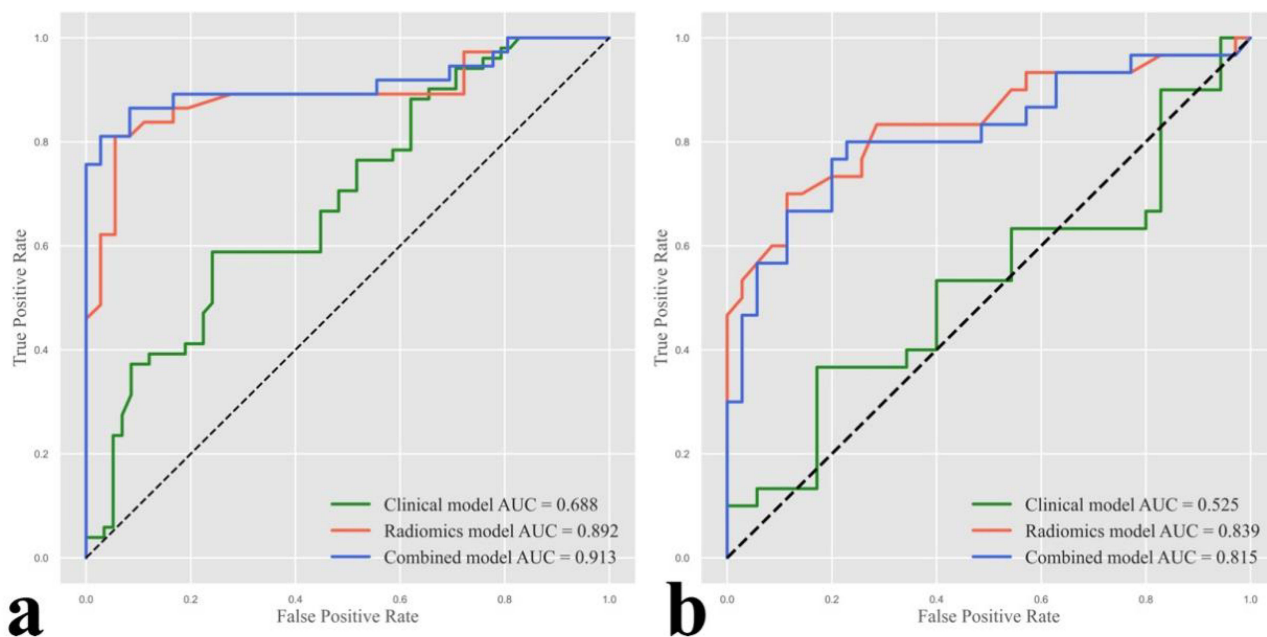 1.0
0.8
0.6
0.4
0.2
0.0
True Positive Rate
0.0 0.2 0.4 0.6 0.8 1.0
False Positive Rate
Clinical model AUC = 0.688
Radiomics model AUC = 0.892
Combined model AUC = 0.913
a
1.0
0.8
0.6
0.4
0.2
0.0
True Positive Rate
0.0 0.2 0.4 0.6 0.8 1.0
False Positive Rate
Clinical model AUC = 0.525
Radiomics model AUC = 0.839
Combined model AUC = 0.815
b